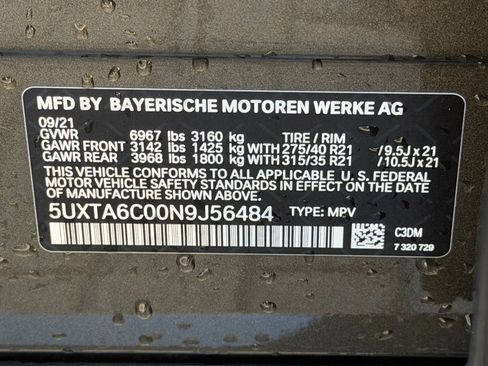 MFD BY BAYERISCHE MOTOREN WERKE AG
09/21
GVWR 6967 lbs 3160 kg TIRE / RIM
GAWR FRONT 3142 lbs 1425 kg WITH 275/40 R21 / 9.5J x 21
GAWR REAR 3968 lbs 1800 kg WITH 315/35 R21 / 10.5J x 21
THIS VEHICLE CONFORMS TO ALL APPLICABLE U. S. FEDERAL
MOTOR VEHICLE SAFETY STANDARDS IN EFFECT ON THE DATE
OF MANUFACTURE SHOWN ABOVE.
5UXTA6C00N9J56484 TYPE: MPV
C3DM
7 320 729